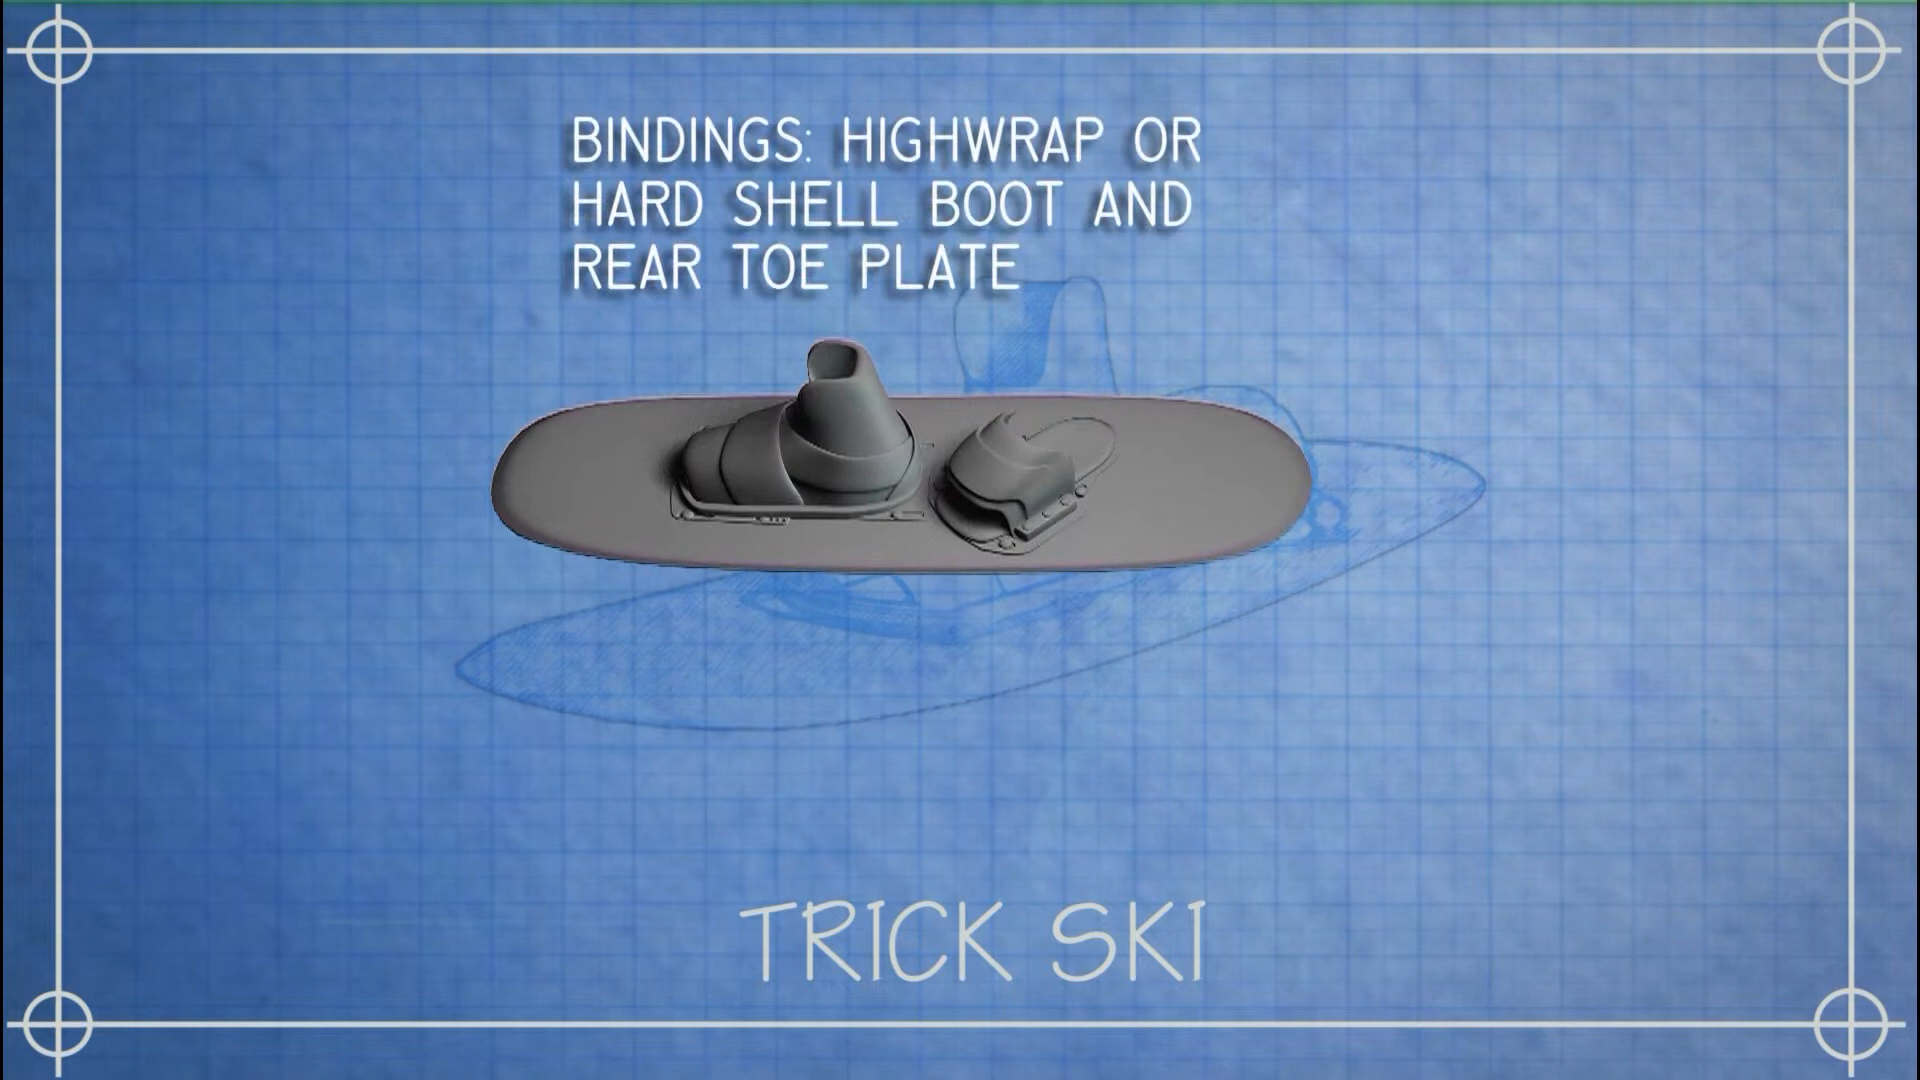 BINDINGS: HIGHWRAP OR
HARD SHELL BOOT AND
REAR TOE PLATE
TRICK SKI